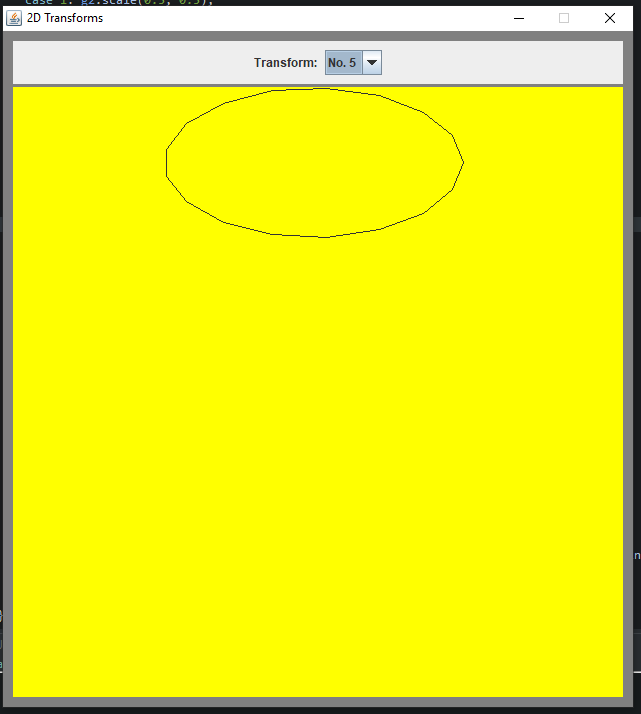 case 1: g2.scale(0.5, 0.5);
2D Transforms
Transform: No. 5